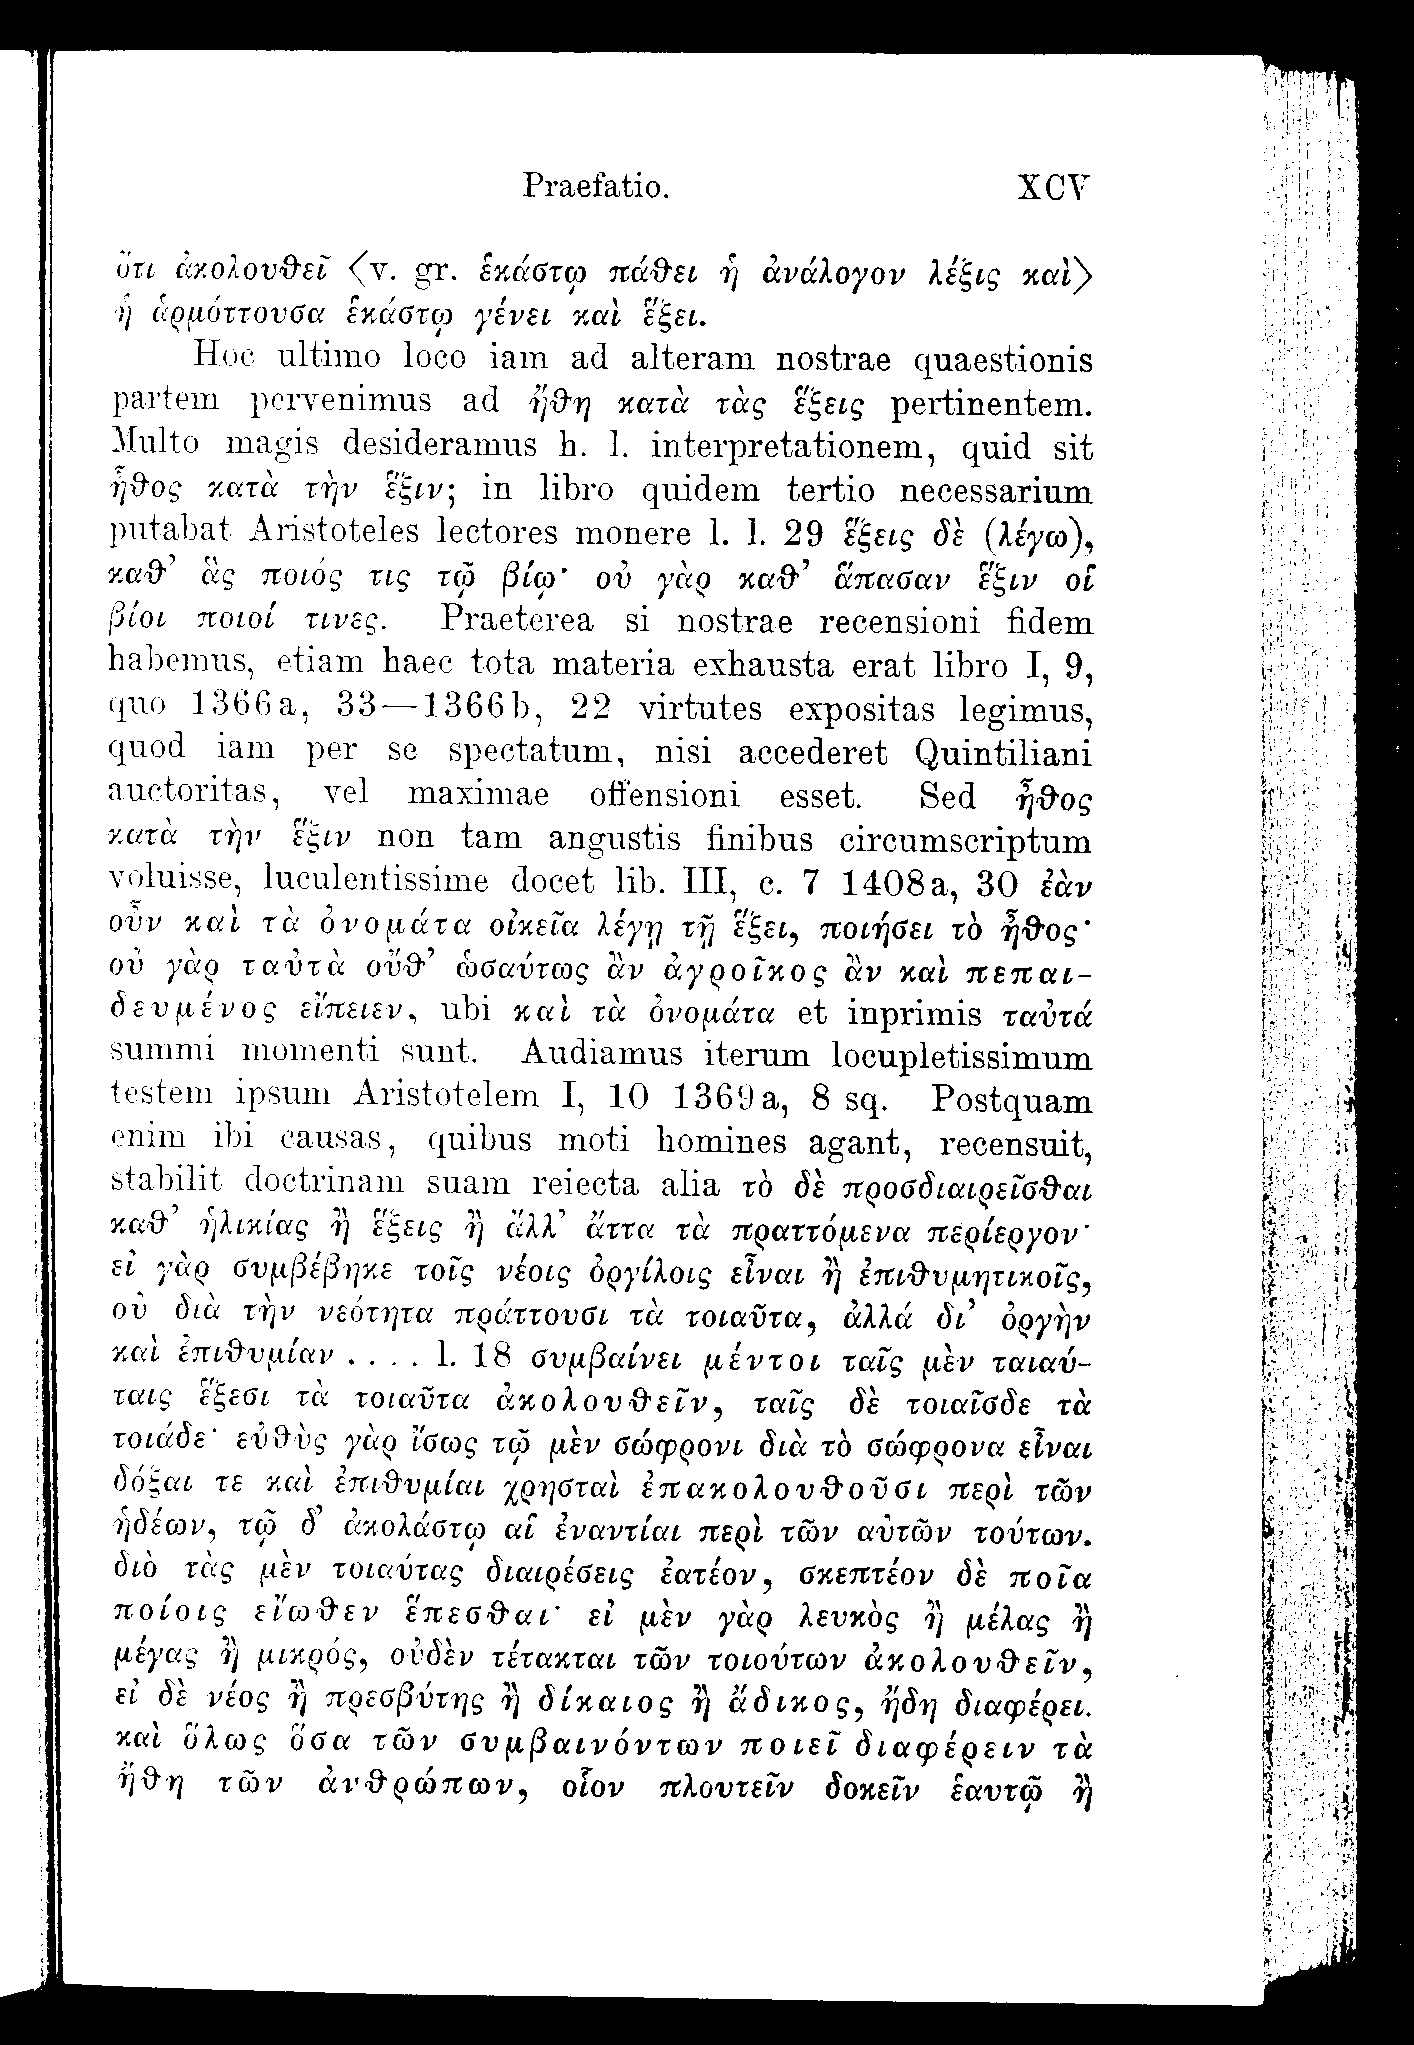 Praefatio. XCV
ὅτι ἀκολουθεῖ ⟨v. gr. ἑκάστῳ πάθει ἡ ἀνάλογον λέξις καὶ⟩
ἡ ἁρμόττουσα ἑκάστῳ γένει καὶ ἕξει.
Hoc ultimo loco iam ad alteram nostrae quaestionis
partem pervenimus ad ἤθη κατὰ τὰς ἕξεις pertinentem.
Multo magis desideramus h. l. interpretationem, quid sit
ἦθος κατὰ τὴν ἕξιν; in libro quidem tertio necessarium
putabat Aristoteles lectores monere l. l. 29 ἕξεις δὲ (λέγω),
καθ’ ἃς ποιός τις τῷ βίῳ· οὐ γὰρ καθ’ ἅπασαν ἕξιν οἱ
βίοι ποιοί τινες. Praeterea si nostrae recensioni fidem
habemus, etiam haec tota materia exhausta erat libro I, 9,
quo 1366a, 33—1366b, 22 virtutes expositas legimus,
quod iam per se spectatum, nisi accederet Quintiliani
auctoritas, vel maximae offensioni esset. Sed ἦθος
κατὰ τὴν ἕξιν non tam angustis finibus circumscriptum
voluisse, luculentissime docet lib. III, c. 7 1408a, 30 ἐὰν
οὖν καὶ τὰ ὀνομάτα οἰκεῖα λέγῃ τῇ ἕξει, ποιήσει τὸ ἦθος·
οὐ γὰρ ταὐτὰ οὔθ’ ὡσαύτως ἂν ἀγροῖκος ἂν καὶ πεπαι-
δευμένος εἴπειεν, ubi καὶ τὰ ὀνομάτα et inprimis ταὐτά
summi momenti sunt. Audiamus iterum locupletissimum
testem ipsum Aristotelem I, 10 1369a, 8 sq. Postquam
enim ibi causas, quibus moti homines agant, recensuit,
stabilit doctrinam suam reiecta alia τὸ δὲ προσδιαιρεῖσθαι
καθ’ ἡλικίας ἢ ἕξεις ἢ ἄλλ’ ἄττα τὰ πραττόμενα περίεργον·
εἰ γὰρ συμβέβηκε τοῖς νέοις ὀργίλοις εἶναι ἢ ἐπιθυμητικοῖς,
οὐ διὰ τὴν νεότητα πράττουσι τὰ τοιαῦτα, ἀλλά δι’ ὀργὴν
καὶ ἐπιθυμίαν . . . . l. 18 συμβαίνει μέντοι ταῖς μὲν ταιαύ-
ταις ἕξεσι τὰ τοιαῦτα ἀκολουθεῖν, ταῖς δὲ τοιαῖσδε τὰ
τοιάδε· εὐθὺς γὰρ ἴσως τῷ μὲν σώφρονι διὰ τὸ σώφρονα εἶναι
δόξαι τε καὶ ἐπιθυμίαι χρησταὶ ἐπακολουθοῦσι περὶ τῶν
ἡδέων, τῷ δ’ ἀκολάστῳ αἱ ἐναντίαι περὶ τῶν αὐτῶν τούτων.
διὸ τὰς μὲν τοιαύτας διαιρέσεις ἐατέον, σκεπτέον δὲ ποῖα
ποίοις εἴωθεν ἕπεσθαι· εἰ μὲν γὰρ λευκὸς ἢ μέλας ἢ
μέγας ἢ μικρός, οὐδὲν τέτακται τῶν τοιούτων ἀκολουθεῖν,
εἰ δὲ νέος ἢ πρεσβύτης ἢ δίκαιος ἢ ἄδικος, ἤδη διαφέρει.
καὶ ὅλως ὅσα τῶν συμβαινόντων ποιεῖ διαφέρειν τὰ
ἤθη τῶν ἀνθρώπων, οἷον πλουτεῖν δοκεῖν ἑαυτῷ ἢ